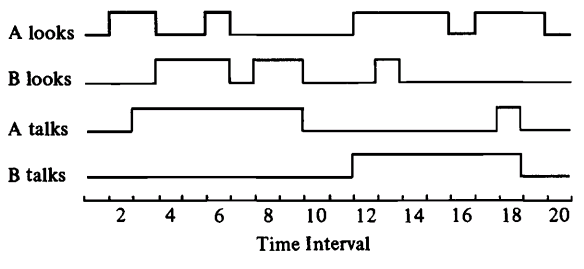 A looks
B looks
A talks
B talks
2 4 6 8 10 12 14 16 18 20
Time Interval